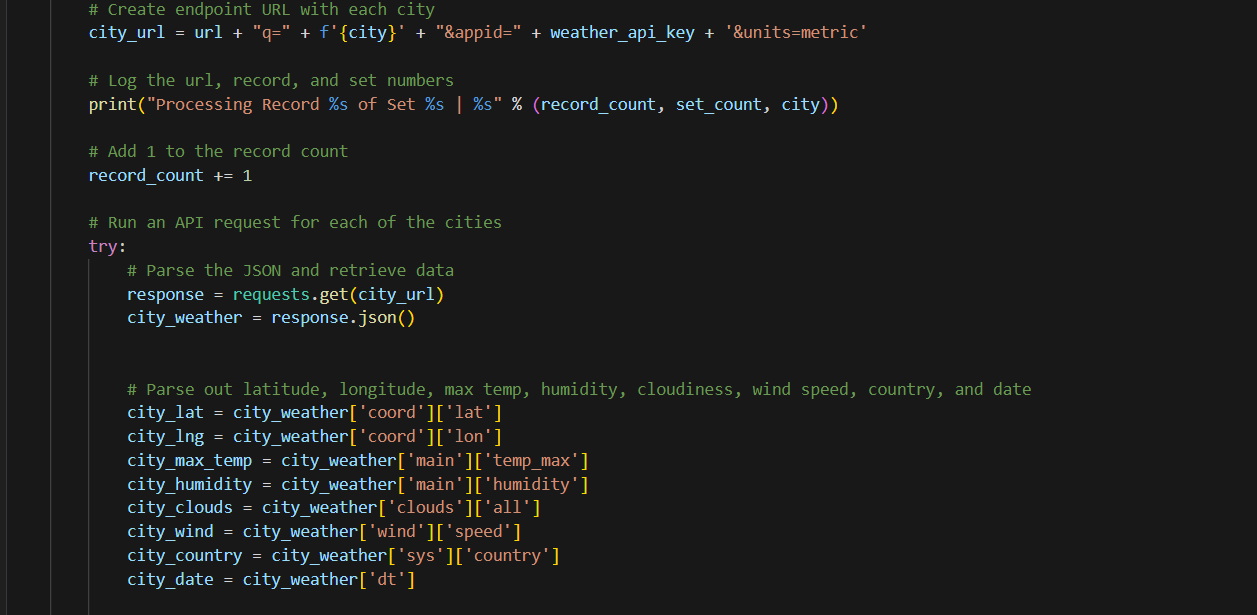 # Create endpoint URL with each city
city_url = url + "q=" + f'{city}' + "&appid=" + weather_api_key + '&units=metric'
# Log the url, record, and set numbers
print("Processing Record %s of Set %s | %s" % (record_count, set_count, city))
# Add 1 to the record count
record_count += 1
# Run an API request for each of the cities
try:
# Parse the JSON and retrieve data
response = requests.get(city_url)
city_weather = response.json()
# Parse out latitude, longitude, max temp, humidity, cloudiness, wind speed, country, and date
city_lat = city_weather['coord']['lat']
city_lng = city_weather['coord']['lon']
city_max_temp = city_weather['main']['temp_max']
city_humidity = city_weather['main']['humidity']
city_clouds = city_weather['clouds']['all']
city_wind = city_weather['wind']['speed']
city_country = city_weather['sys']['country']
city_date = city_weather['dt']